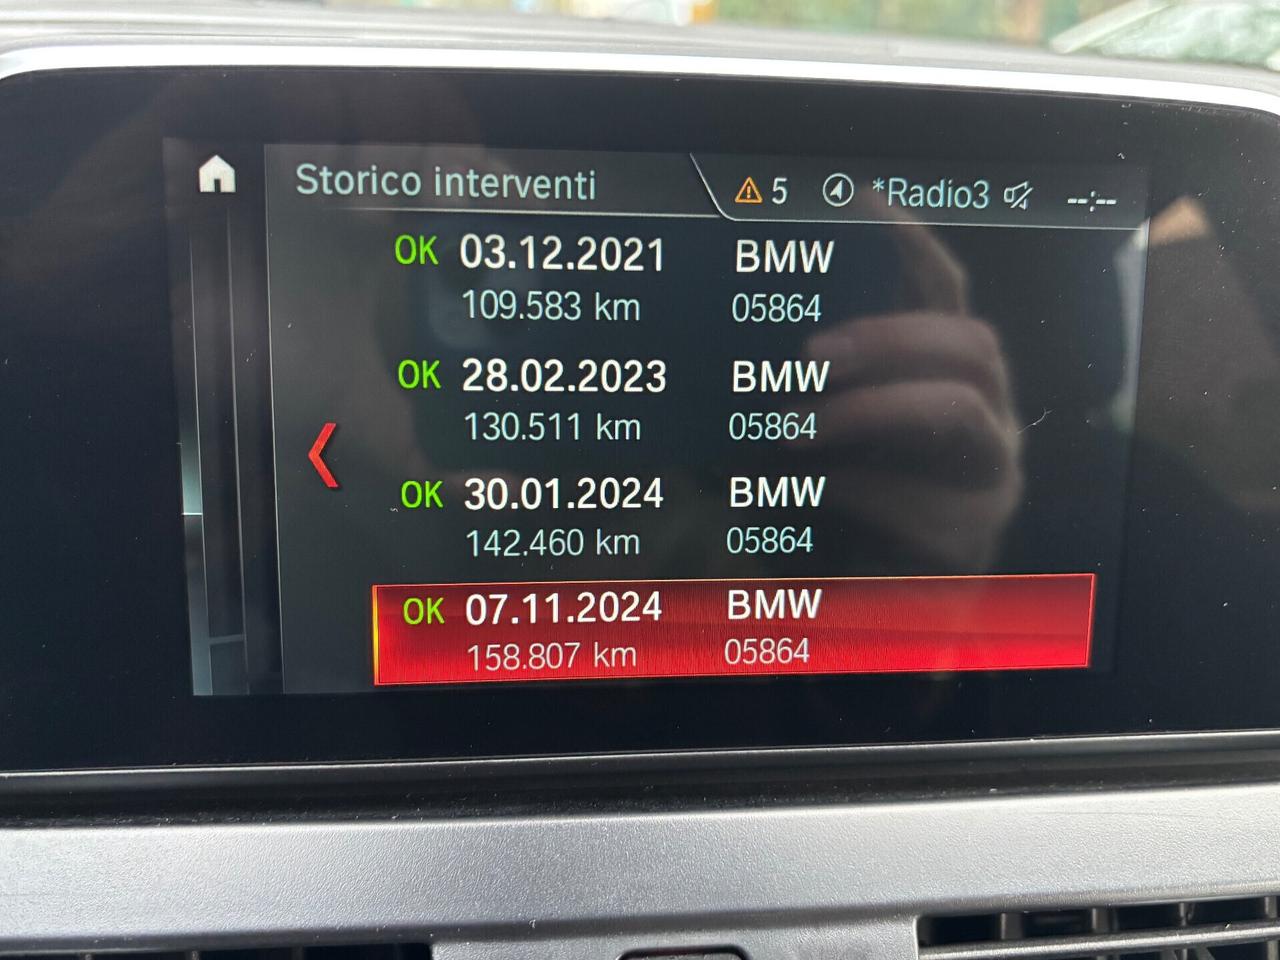 Storico interventi 5 *Radio3 --:--
OK 03.12.2021 BMW
109.583 km 05864
OK 28.02.2023 BMW
130.511 km 05864
OK 30.01.2024 BMW
142.460 km 05864
OK 07.11.2024 BMW
158.807 km 05864